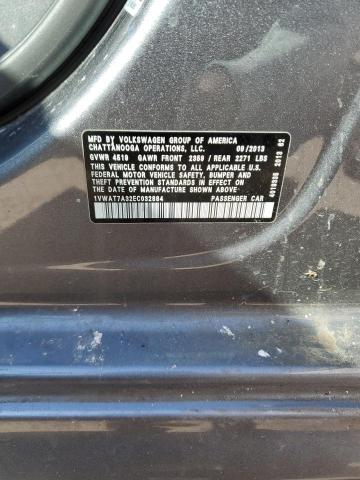 MFD BY VOLKSWAGEN GROUP OF AMERICA
CHATTANOOGA OPERATIONS, LLC. 09/2013
GVWR 4519 GAWR FRONT 2359 / REAR 2271 LBS
THIS VEHICLE CONFORMS TO ALL APPLICABLE U.S.
FEDERAL MOTOR VEHICLE SAFETY, BUMPER AND
THEFT PREVENTION STANDARDS IN EFFECT ON THE
DATE OF MANUFACTURE SHOWN ABOVE
1VWAT7A32EC032884 PASSENGER CAR